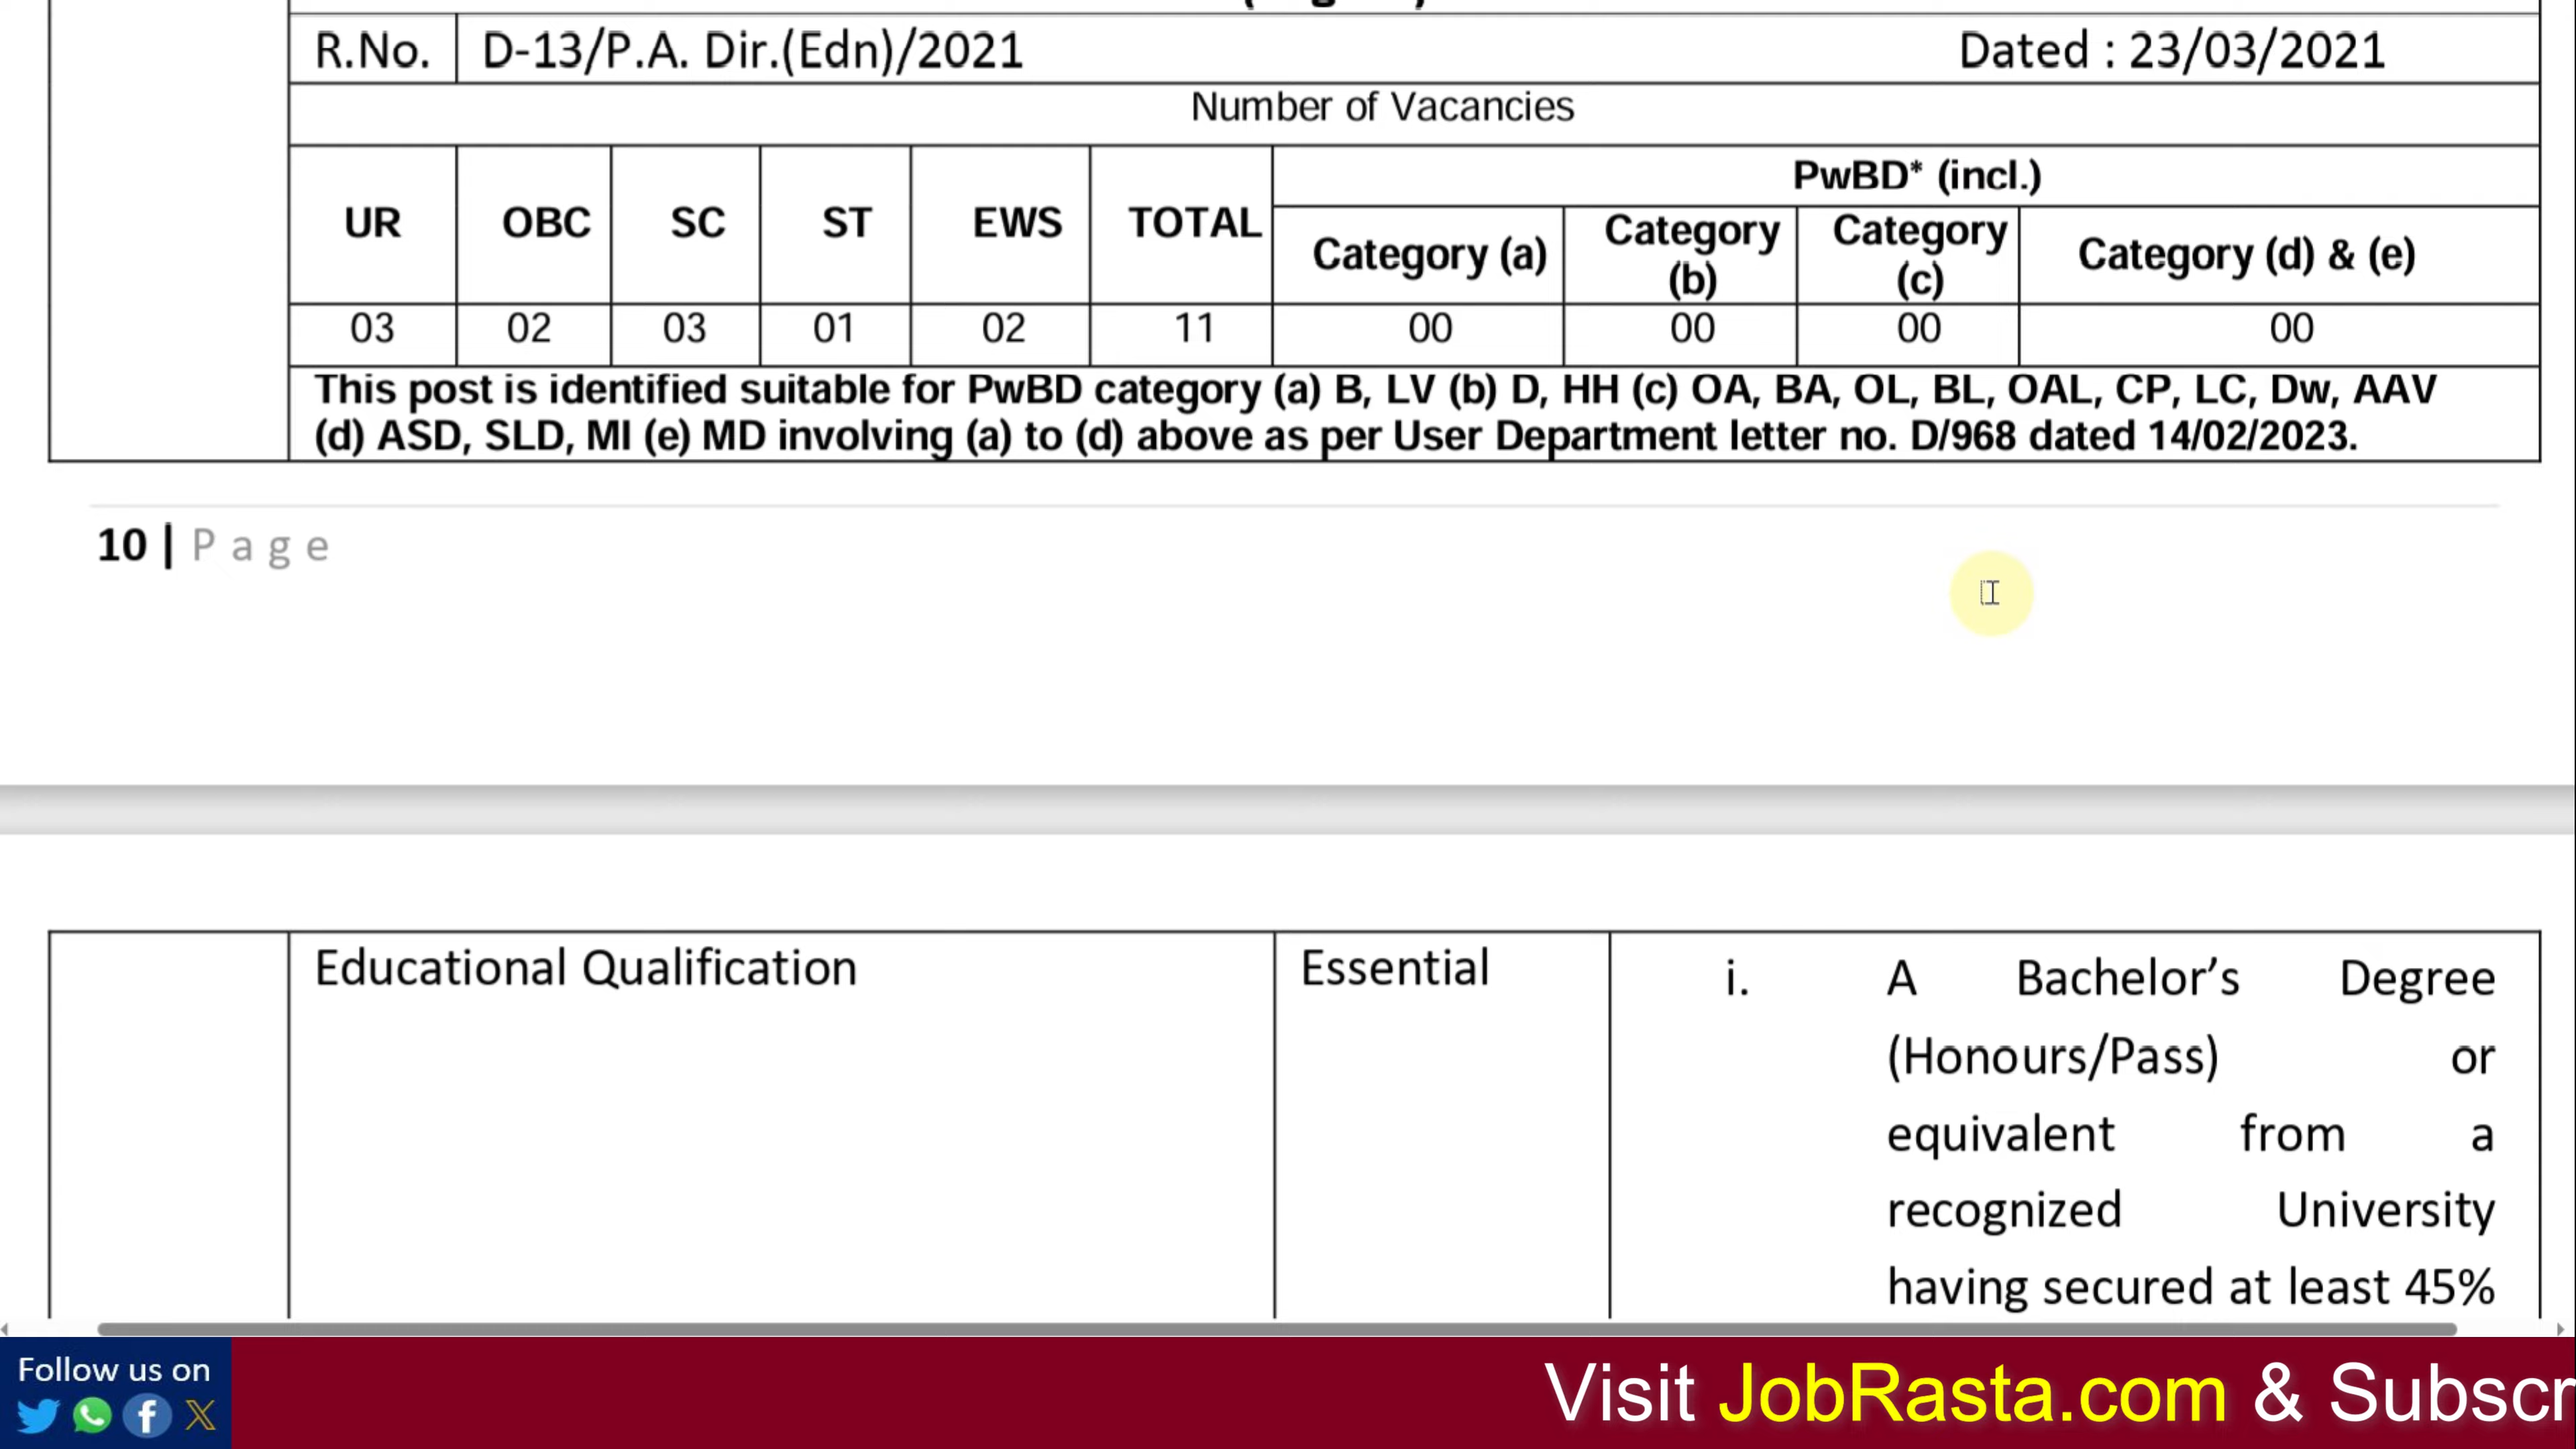 R.No. D-13/P.A. Dir.(Edn)/2021 Dated : 23/03/2021
Number of Vacancies
UR OBC SC ST EWS TOTAL PwBD* (incl.)
Category (a) Category (b) Category (c) Category (d) & (e)
03 02 03 01 02 11 00 00 00 00
This post is identified suitable for PwBD category (a) B, LV (b) D, HH (c) OA, BA, OL, BL, OAL, CP, LC, Dw, AAV
(d) ASD, SLD, MI (e) MD involving (a) to (d) above as per User Department letter no. D/968 dated 14/02/2023.
10 | Page
Educational Qualification Essential i. A Bachelor’s Degree
(Honours/Pass) or
equivalent from a
recognized University
having secured at least 45%
Follow us on
Visit JobRasta.com & Subscr